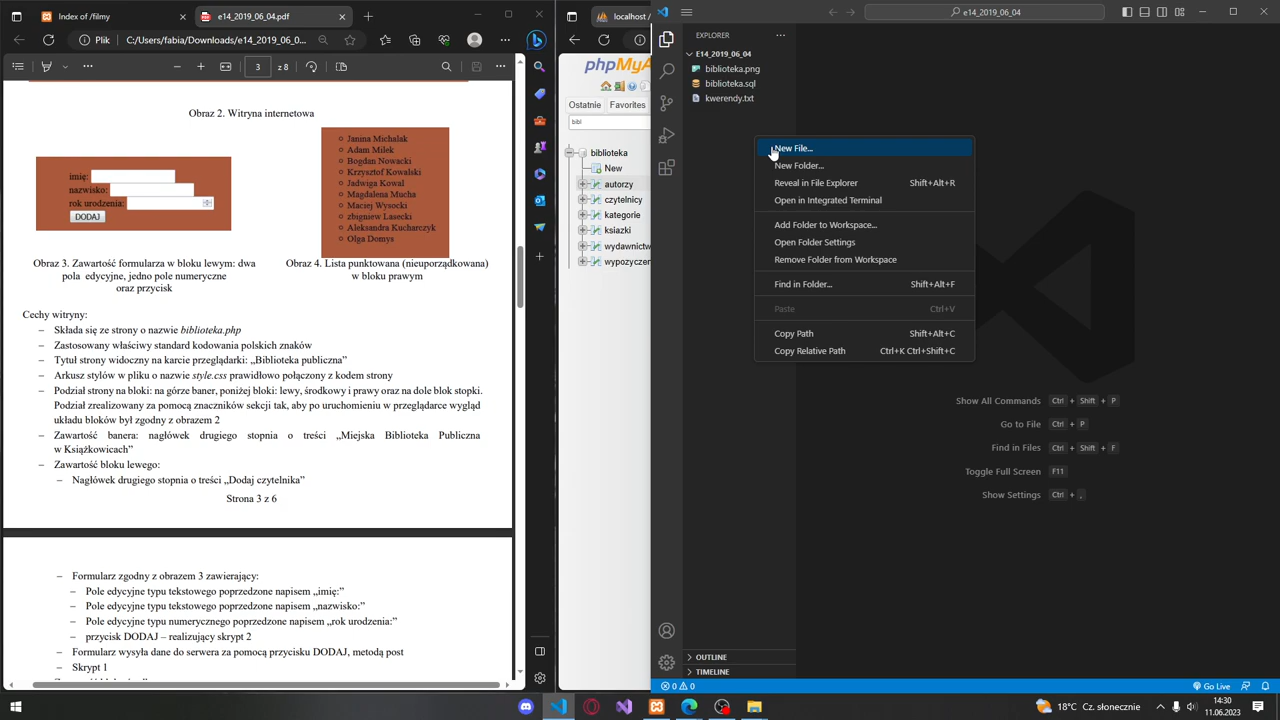 Index of /filmy
e14_2019_06_04.pdf
Plik
C:/Users/fabia/Downloads/e14_2019_06_0...
3
z 8
Obraz 2. Witryna internetowa
imię:
nazwisko:
rok urodzenia:
DODAJ
Janina Michalak
Adam Milek
Bogdan Nowacki
Krzysztof Kowalski
Jadwiga Kowal
Magdalena Mucha
Maciej Wysocki
zbigniew Lasecki
Aleksandra Kucharczyk
Olga Domys
Obraz 3. Zawartość formularza w bloku lewym: dwa
pola edycyjne, jedno pole numeryczne
oraz przycisk
Obraz 4. Lista punktowana (nieuporządkowana)
w bloku prawym
Cechy witryny:
– Składa się ze strony o nazwie biblioteka.php
– Zastosowany właściwy standard kodowania polskich znaków
– Tytuł strony widoczny na karcie przeglądarki: „Biblioteka publiczna”
– Arkusz stylów w pliku o nazwie style.css prawidłowo połączony z kodem strony
– Podział strony na bloki: na górze baner, poniżej bloki: lewy, środkowy i prawy oraz na dole blok stopki.
Podział zrealizowany za pomocą znaczników sekcji tak, aby po uruchomieniu w przeglądarce wygląd
układu bloków był zgodny z obrazem 2
– Zawartość banera: nagłówek drugiego stopnia o treści „Miejska Biblioteka Publiczna
w Książkowicach”
– Zawartość bloku lewego:
– Nagłówek drugiego stopnia o treści „Dodaj czytelnika”
Strona 3 z 6
– Formularz zgodny z obrazem 3 zawierający:
– Pole edycyjne typu tekstowego poprzedzone napisem „imię:”
– Pole edycyjne typu tekstowego poprzedzone napisem „nazwisko:”
– Pole edycyjne typu numerycznego poprzedzone napisem „rok urodzenia:”
– przycisk DODAJ – realizujący skrypt 2
– Formularz wysyła dane do serwera za pomocą przycisku DODAJ, metodą post
– Skrypt 1
localhost /
https:/
phpMyA
Ostatnie
Favorites
bibl
biblioteka
New
autorzy
czytelnicy
kategorie
ksiazki
wydawnictw
wypozyczen
e14_2019_06_04
EXPLORER
E14_2019_06_04
biblioteka.png
biblioteka.sql
kwerendy.txt
New File...
New Folder...
Reveal in File Explorer Shift+Alt+R
Open in Integrated Terminal
Add Folder to Workspace...
Open Folder Settings
Remove Folder from Workspace
Find in Folder... Shift+Alt+F
Paste Ctrl+V
Copy Path Shift+Alt+C
Copy Relative Path Ctrl+K Ctrl+Shift+C
Show All Commands Ctrl + Shift + P
Go to File Ctrl + P
Find in Files Ctrl + Shift + F
Toggle Full Screen F11
Show Settings Ctrl + ,
OUTLINE
TIMELINE
0 0
Go Live
18°C Cz. słonecznie
14:30
11.06.2023